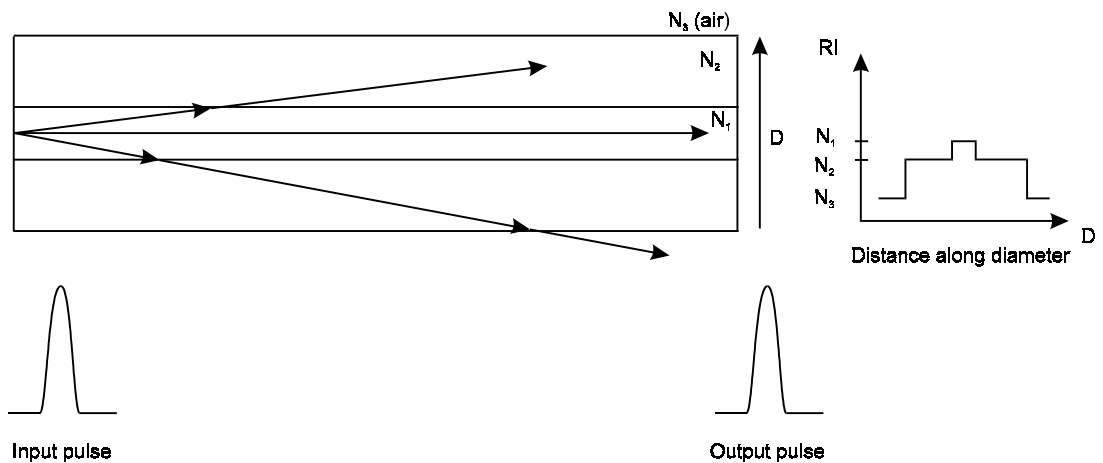 N₃ (air)
N₂
N₁
D
RI
N₁
N₂
N₃
D
Distance along diameter
Input pulse
Output pulse